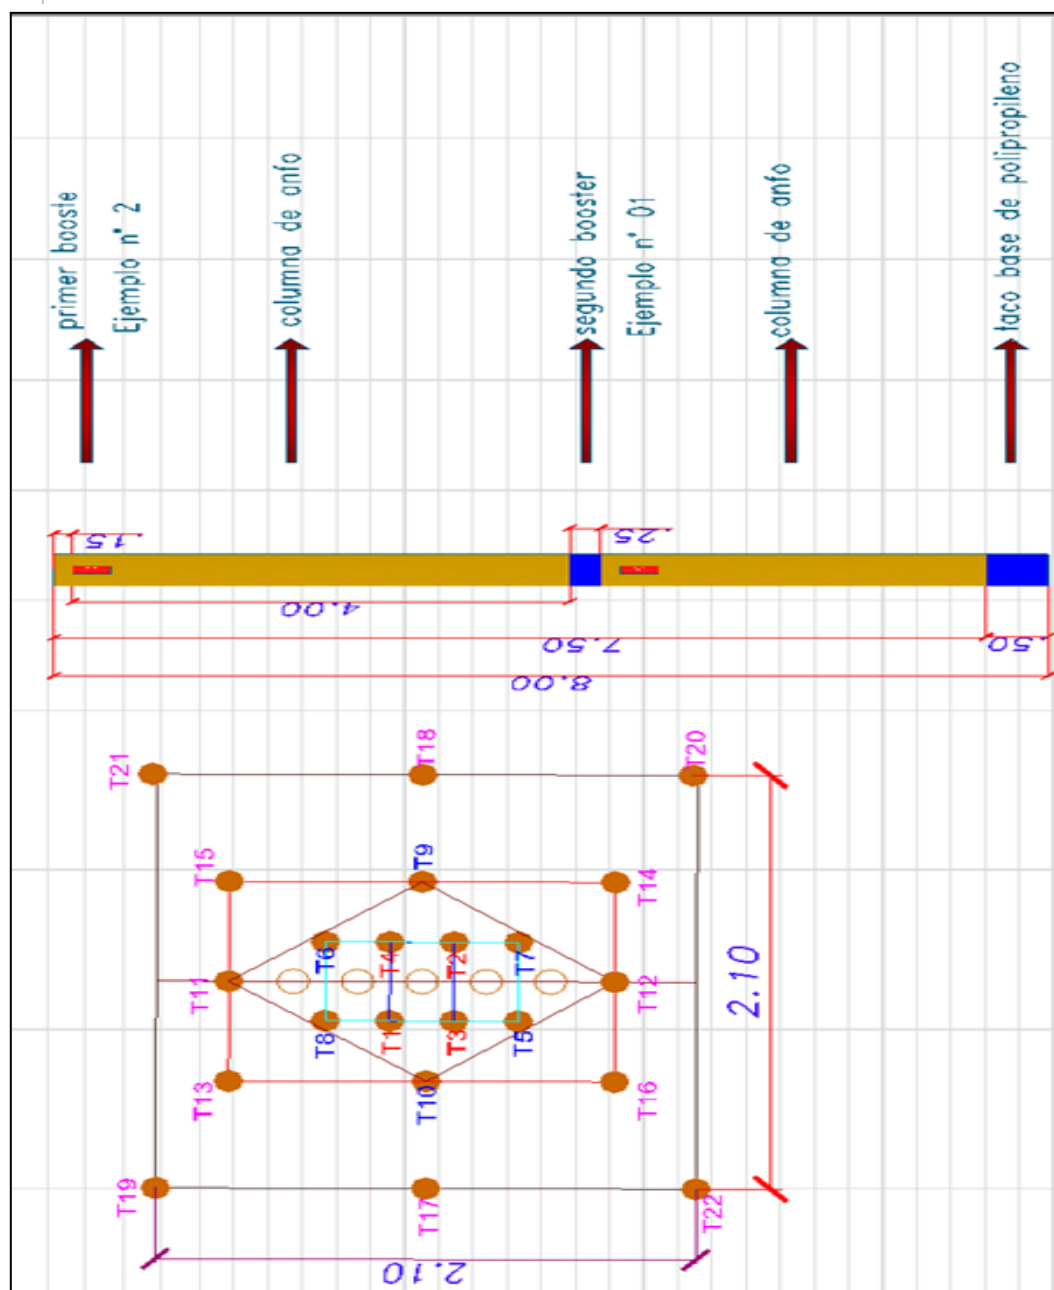 primer booste
Ejemplo n° 2
columna de anfo
segundo booster
Ejemplo n° 01
columna de anfo
taco base de polipropileno
.15
.25
4.00
7.50
.50
8.00
T21
T18
T20
T15
T9
T14
T6
T4
T2
T7
T11
T12
T8
T1
T3
T5
T13
T10
T16
T19
T17
T22
2.10
2.10